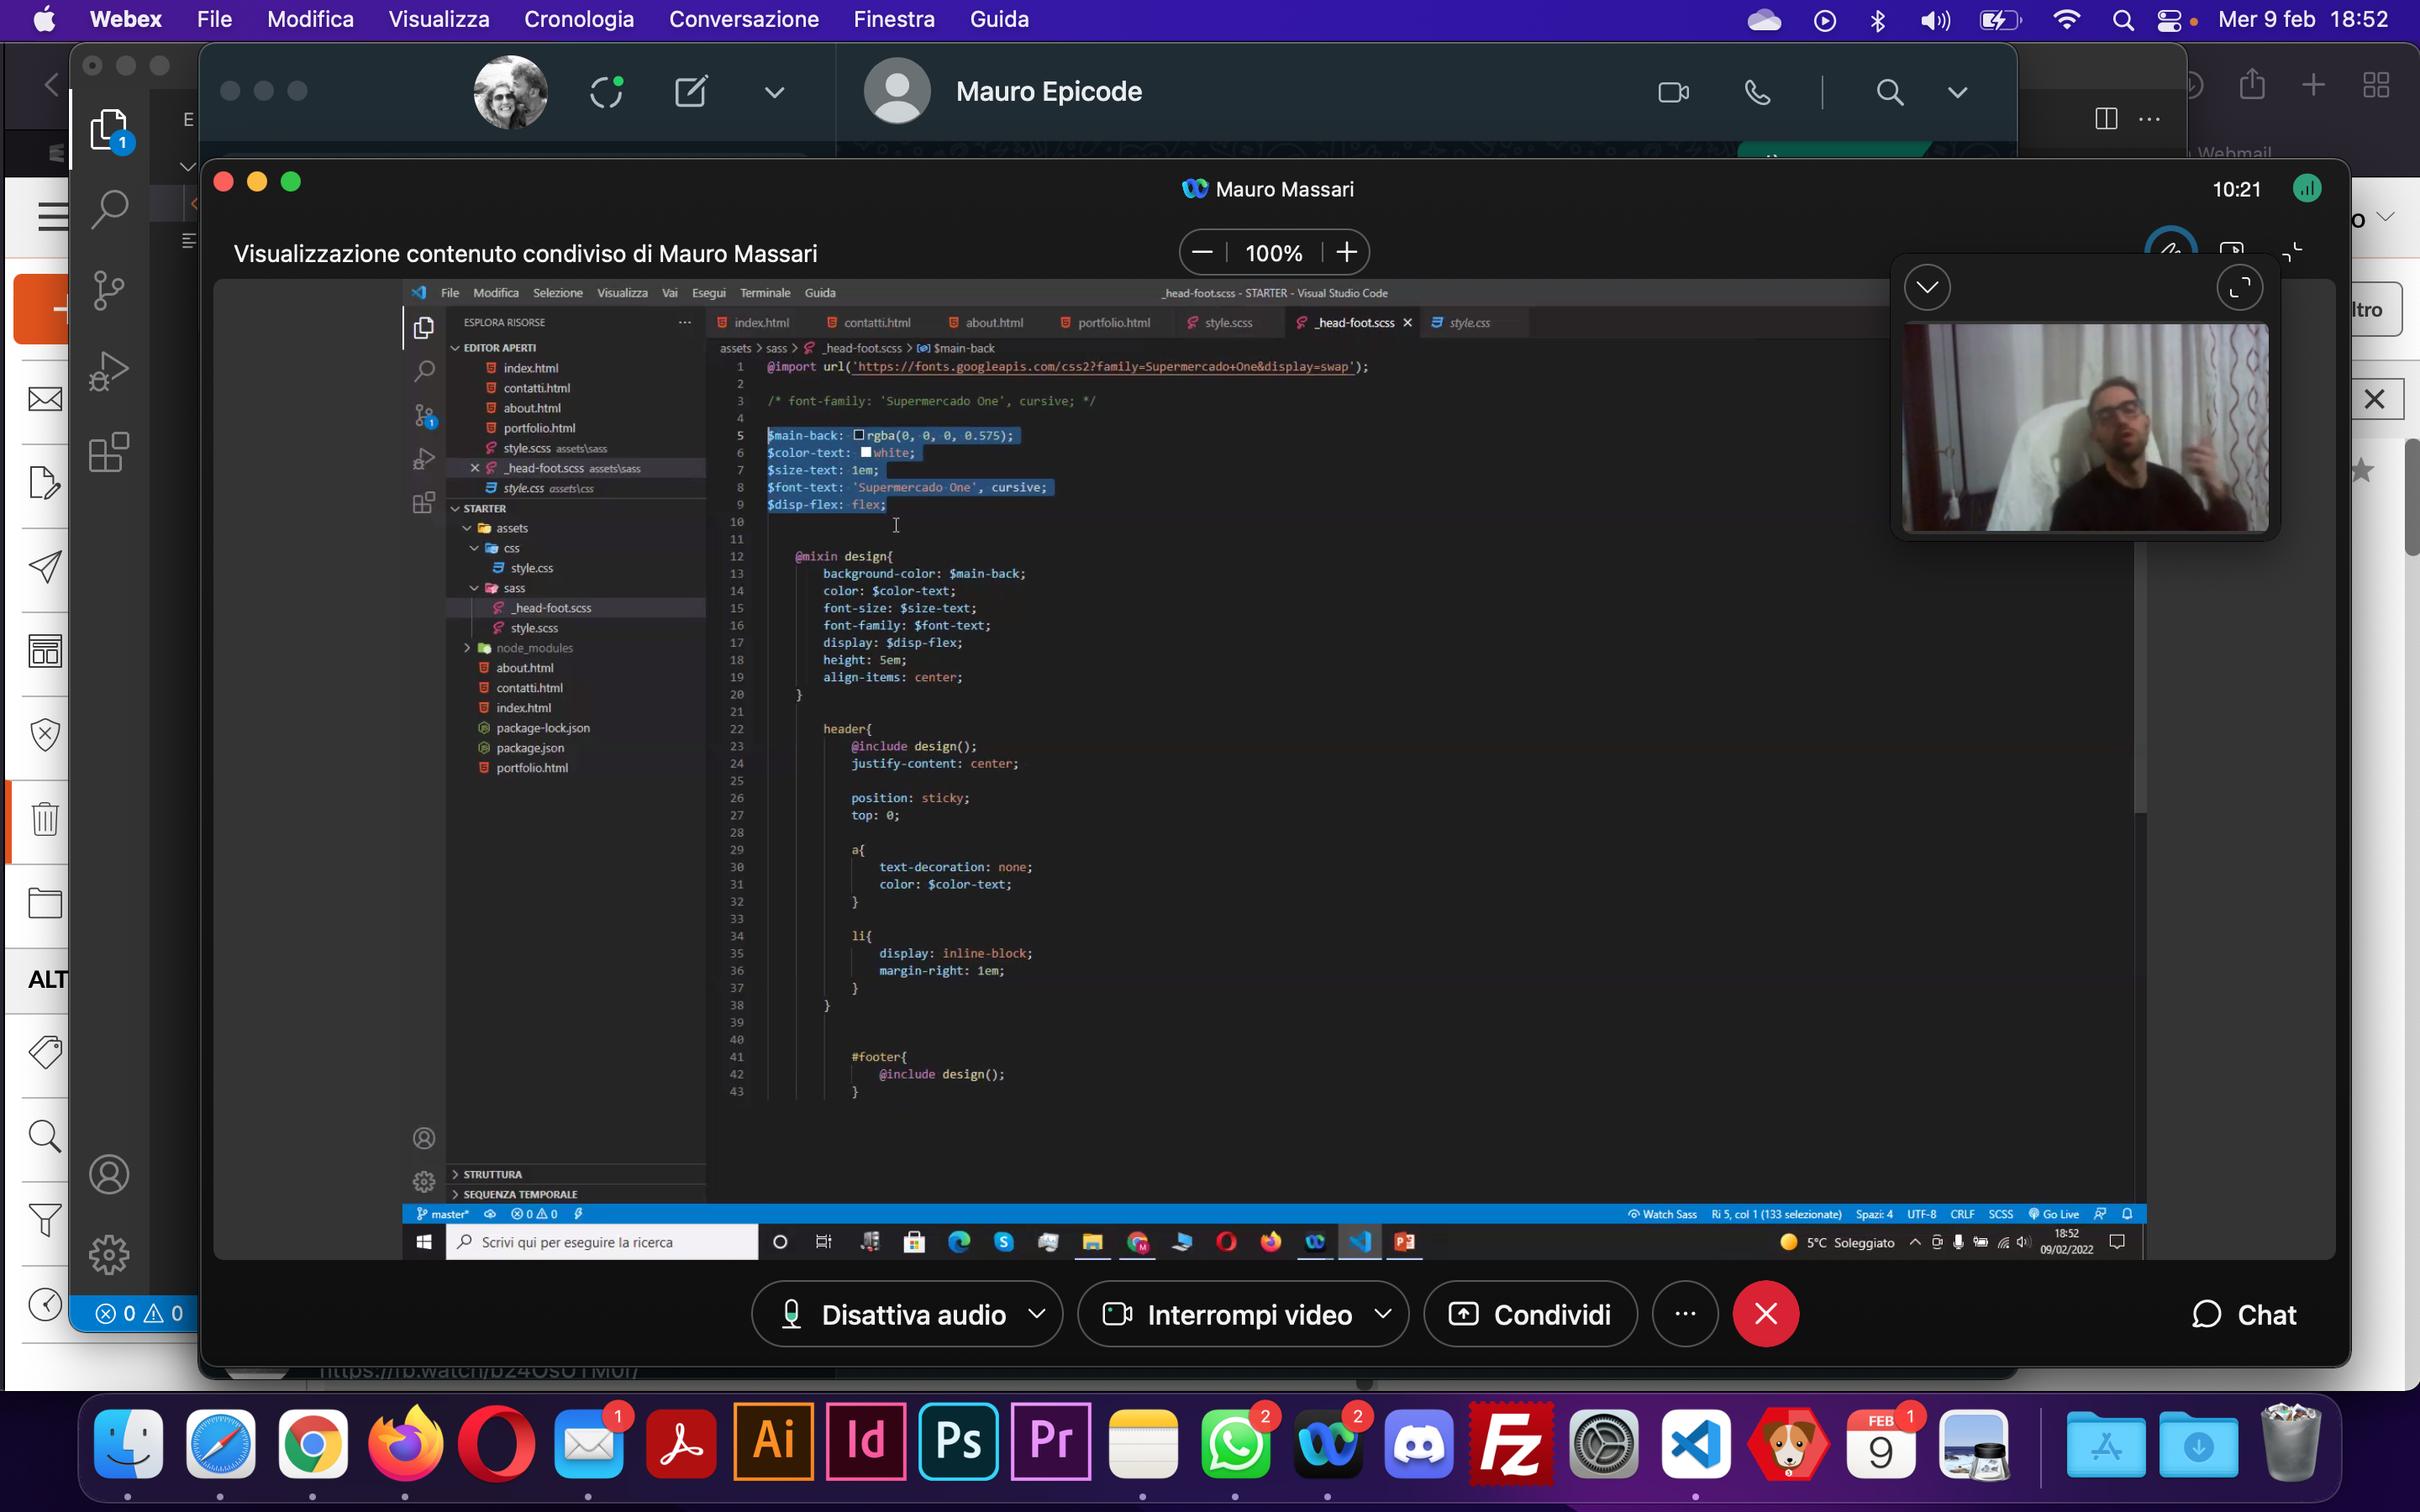 Webex File Modifica Visualizza Cronologia Conversazione Finestra Guida Mer 9 feb 18:52
Mauro Epicode
1
E
Webmail
Mauro Massari
10:21
Visualizzazione contenuto condiviso di Mauro Massari
100%
ltro
File Modifica Selezione Visualizza Vai Esegui Terminale Guida
_head-foot.scss - STARTER - Visual Studio Code
ESPLORA RISORSE
EDITOR APERTI
index.html
contatti.html
about.html
portfolio.html
style.scss assets\sass
_head-foot.scss assets\sass
style.css assets\css
STARTER
assets
css
style.css
sass
_head-foot.scss
style.scss
node_modules
about.html
contatti.html
index.html
package-lock.json
package.json
portfolio.html
STRUTTURA
SEQUENZA TEMPORALE
index.html contatti.html about.html portfolio.html style.scss _head-foot.scss style.css
assets > sass > _head-foot.scss > $main-back
1 @import url('https://fonts.googleapis.com/css2?family=Supermercado+One&display=swap');
2
3 /* font-family: 'Supermercado One', cursive; */
4
5 $main-back: rgba(0, 0, 0, 0.575);
6 $color-text: white;
7 $size-text: 1em;
8 $font-text: 'Supermercado One', cursive;
9 $disp-flex: flex;
10
11
12 @mixin design{
13 background-color: $main-back;
14 color: $color-text;
15 font-size: $size-text;
16 font-family: $font-text;
17 display: $disp-flex;
18 height: 5em;
19 align-items: center;
20 }
21
22 header{
23 @include design();
24 justify-content: center;
25
26 position: sticky;
27 top: 0;
28
29 a{
30 text-decoration: none;
31 color: $color-text;
32 }
33
34 li{
35 display: inline-block;
36 margin-right: 1em;
37 }
38 }
39
40
41 #footer{
42 @include design();
43 }
master* 0 0
Watch Sass Ri 5, col 1 (133 selezionate) Spazi: 4 UTF-8 CRLF SCSS Go Live
Scrivi qui per eseguire la ricerca
5°C Soleggiato
18:52
09/02/2022
ALT
0 0
Disattiva audio
Interrompi video
Condividi
Chat
https://fb.watch/b24OsUTM0f/
1
Ai
Id
Ps
Pr
2
2
Fz
FEB
9
1